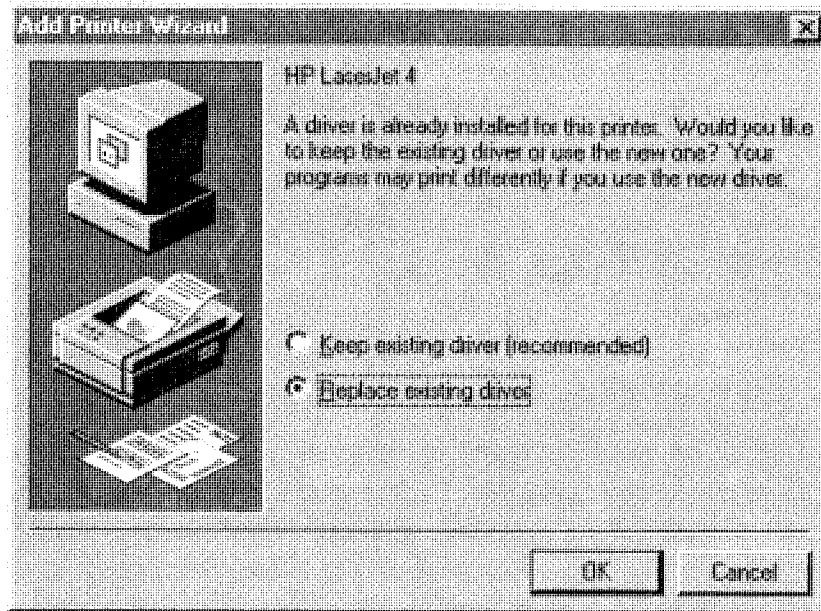 Add Printer Wizard
HP LaserJet 4
A driver is already installed for this printer. Would you like
to keep the existing driver or use the new one? Your
programs may print differently if you use the new driver.
Keep existing driver (recommended)
Replace existing driver
OK
Cancel